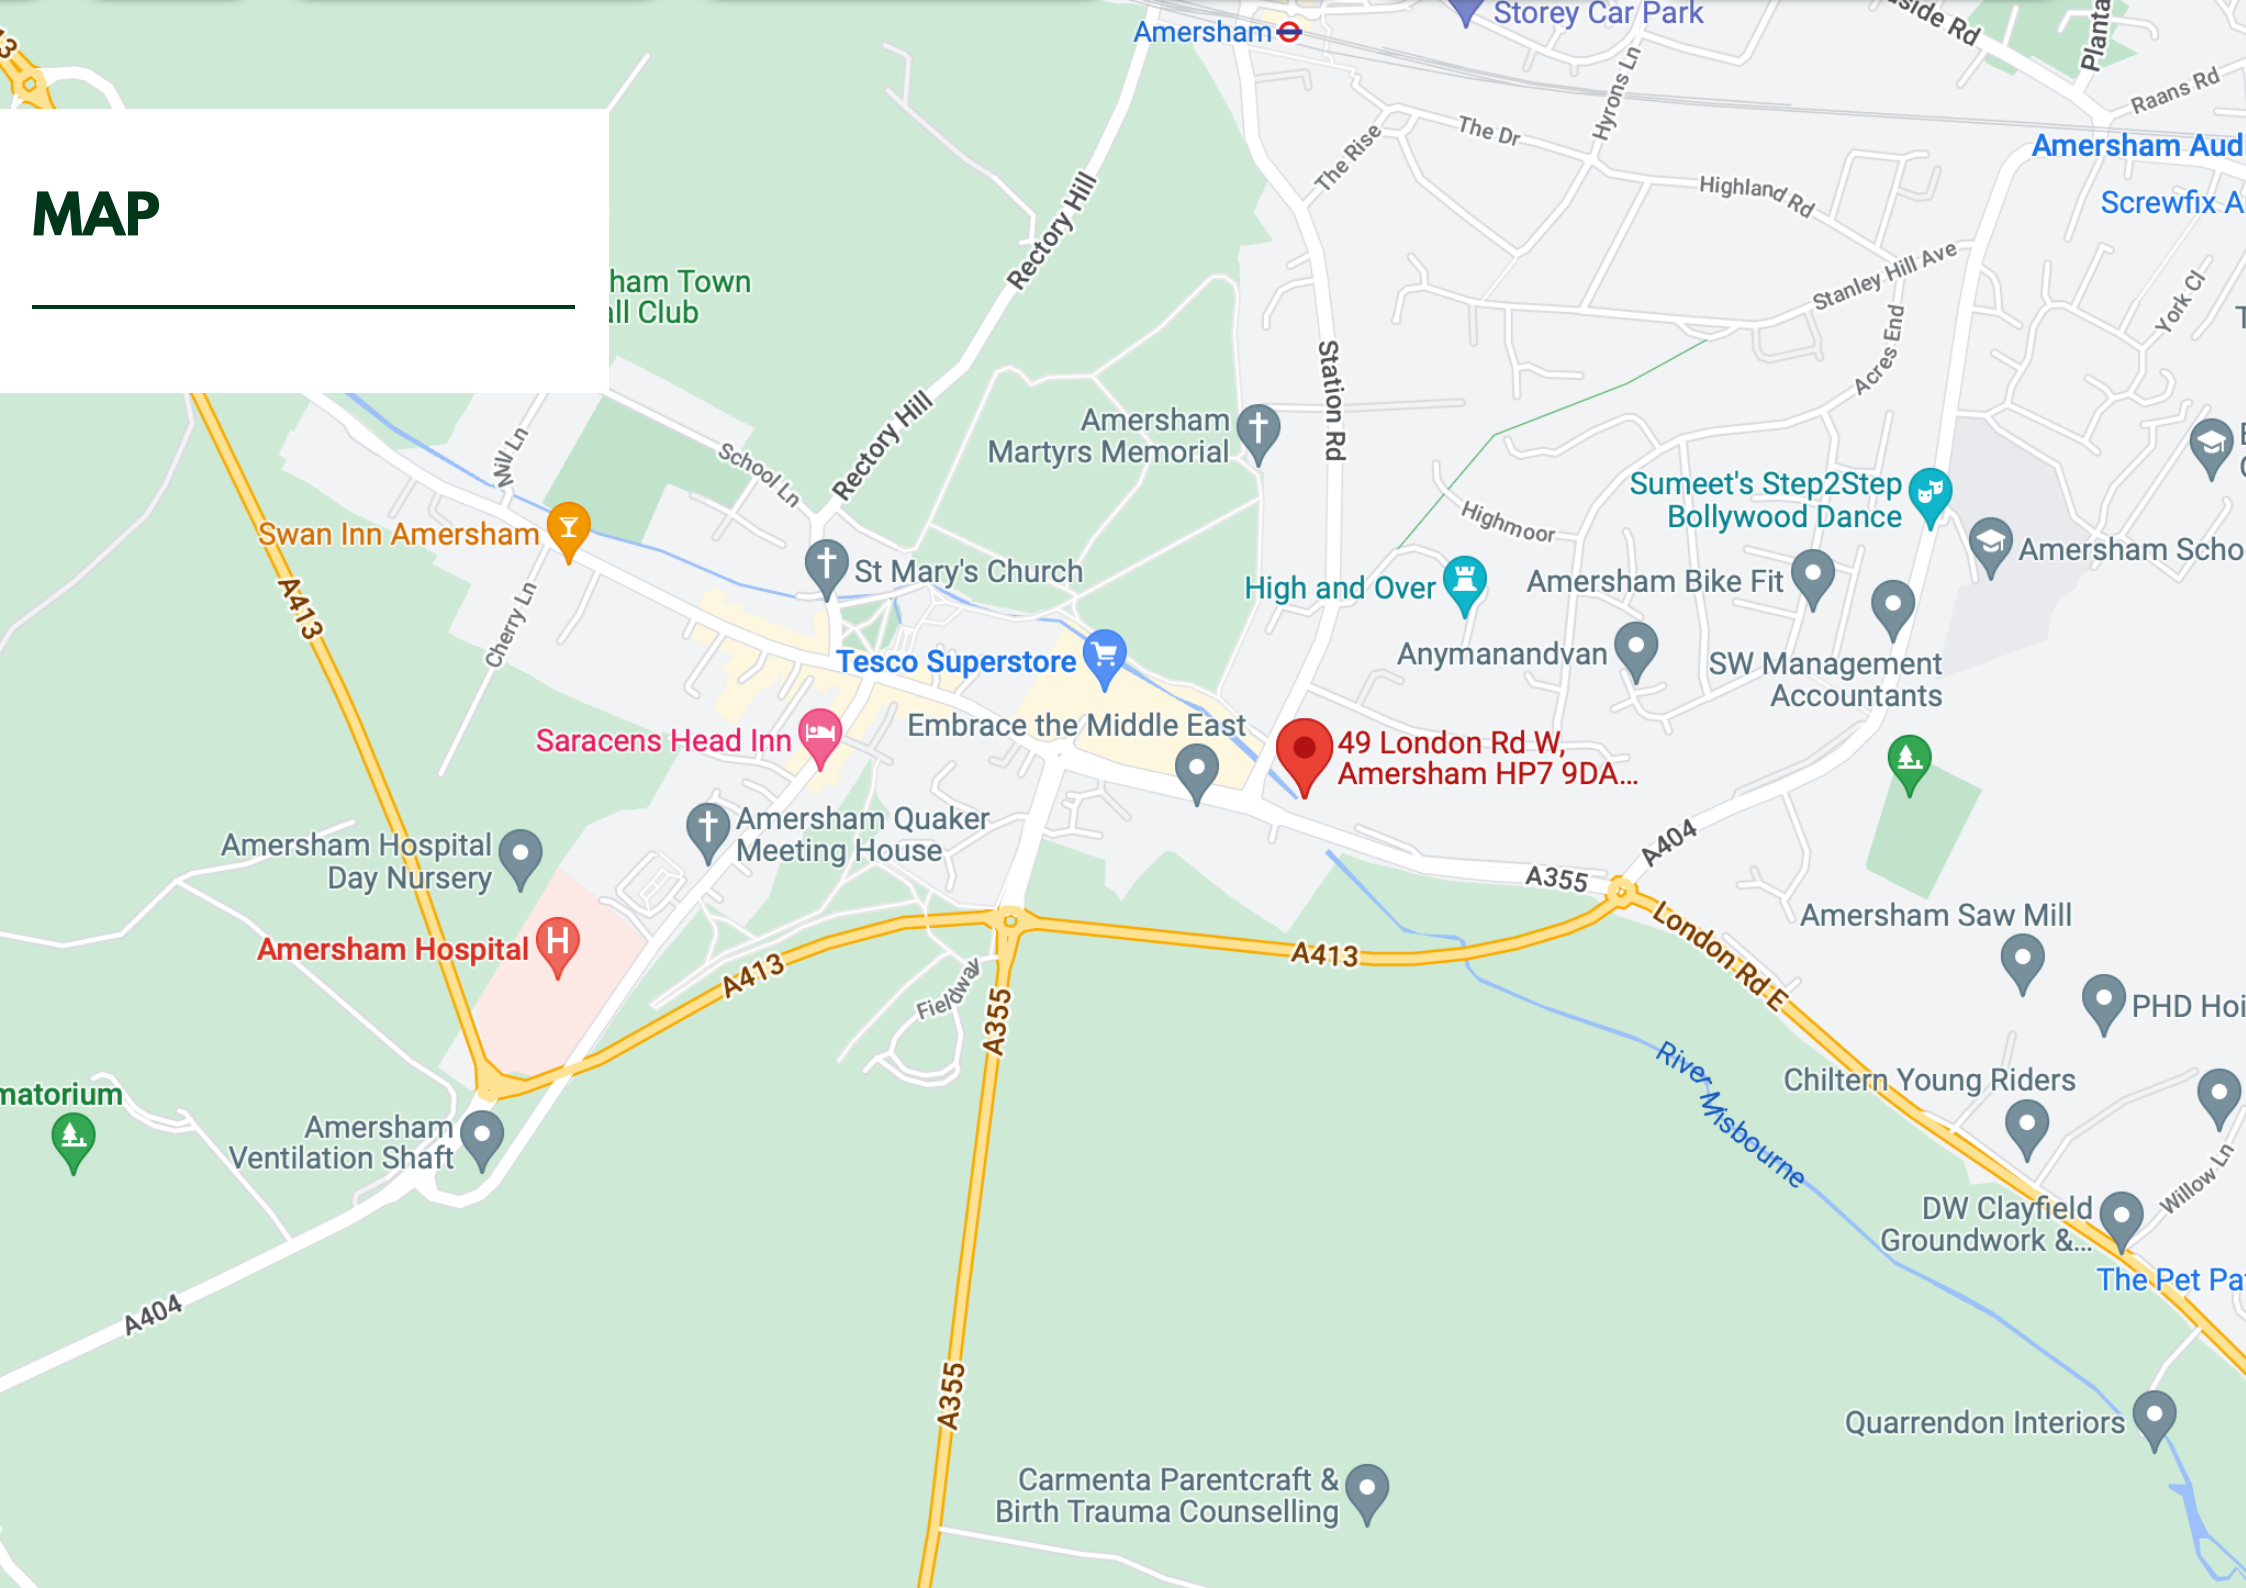 Storey Car Park
Amersham
side Rd
Planta
13
Hyrons Ln
Raans Rd
The Dr
The Rise
Amersham Aud
Highland Rd
Screwfix A
MAP
Rectory Hill
ham Town
all Club
Stanley Hill Ave
York Cl
Acres End
Station Rd
Rectory Hill
Amersham
Martyrs Memorial
School Ln
Sumeet's Step2Step
Bollywood Dance
Highmoor
Swan Inn Amersham
Amersham Scho
St Mary's Church
High and Over
Amersham Bike Fit
A413
Cherry Ln
Tesco Superstore
Anymanandvan
SW Management
Accountants
Embrace the Middle East
Saracens Head Inn
49 London Rd W,
Amersham HP7 9DA...
Amersham Quaker
Meeting House
Amersham Hospital
Day Nursery
A404
A355
Amersham Saw Mill
London Rd E
Amersham Hospital
A413
A413
Fieldway
A355
PHD Hoi
River Misbourne
Chiltern Young Riders
matorium
Amersham
Ventilation Shaft
Willow Ln
DW Clayfield
Groundwork &...
The Pet Pa
A404
A355
Quarrendon Interiors
Carmenta Parentcraft &
Birth Trauma Counselling